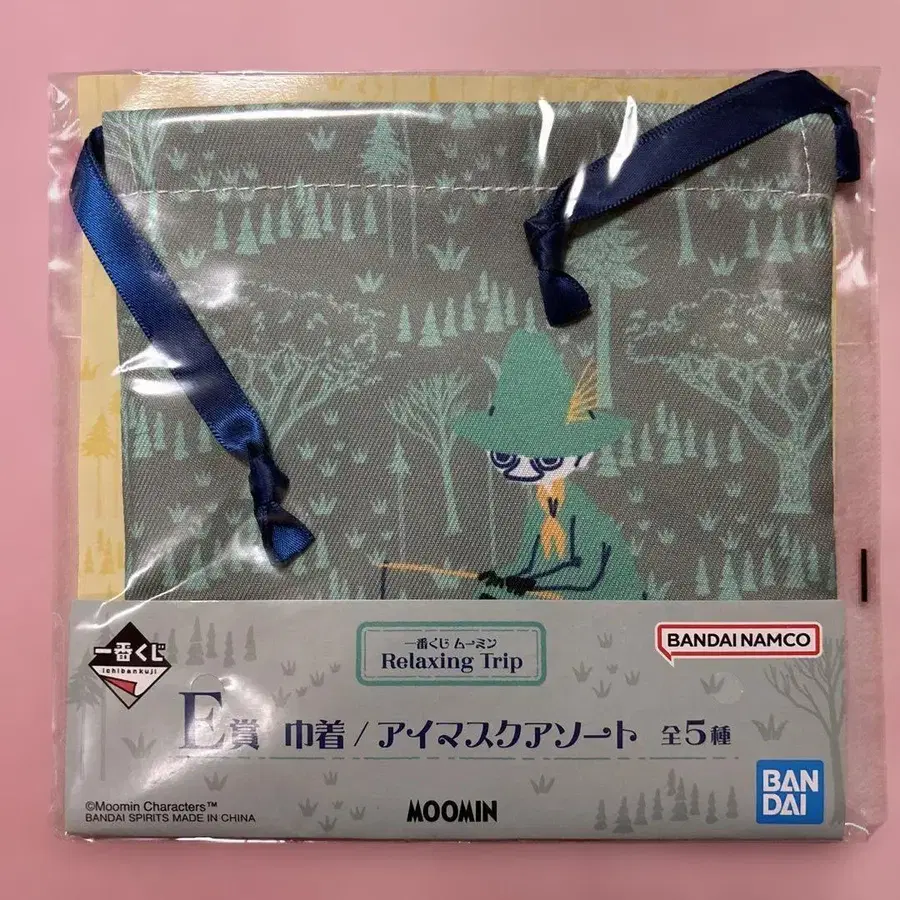 一番くじ
ichibankuji
一番くじ ムーミン
Relaxing Trip
BANDAI NAMCO
E賞 巾着 / アイマスクアソート 全5種
©Moomin Characters™
BANDAI SPIRITS MADE IN CHINA
MOOMIN
BAN
DAI